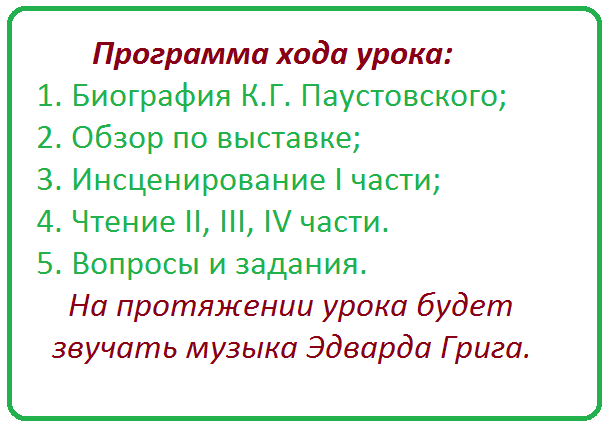 Программа хода урока:
1. Биография К.Г. Паустовского;
2. Обзор по выставке;
3. Инсценирование I части;
4. Чтение II, III, IV части.
5. Вопросы и задания.
На протяжении урока будет
звучать музыка Эдварда Грига.